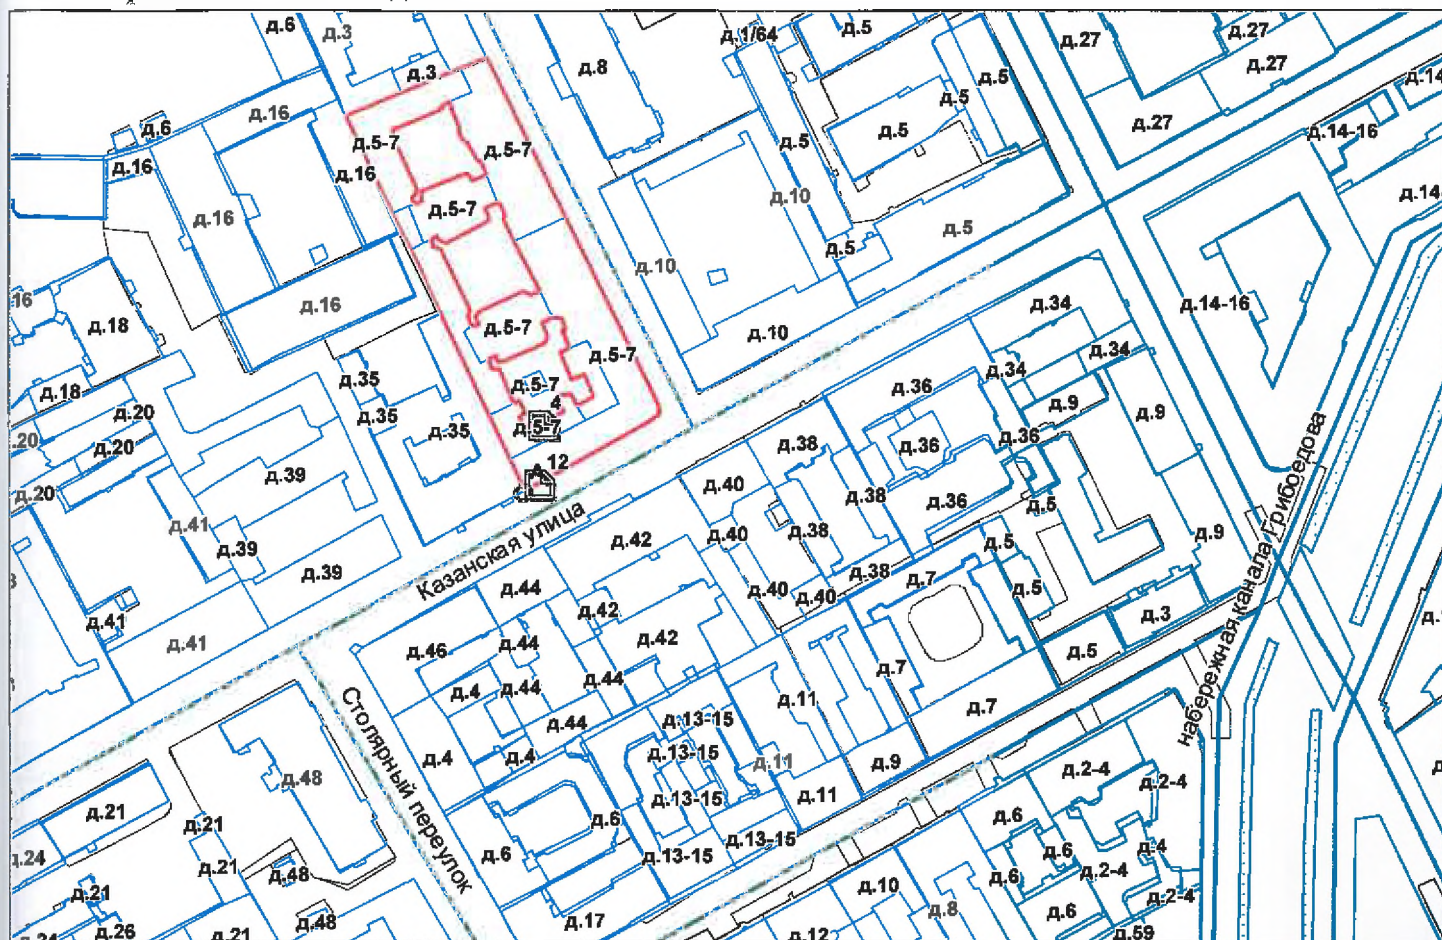 д.6
д.3
д.1/64
д.5
д.27
д.27
д.27
д.3
д.8
д.5
д.5
д.14
д.16
д.6
д.5-7
д.5-7
д.5
д.5
д.27
д.14-16
д.16
д.16
д.10
д.14
д.16
д.5-7
д.5
д.5
д.10
д.16
д.16
д.18
д.5-7
д.10
д.34
д.14-16
д.5-7
д.34
д.34
д.18
д.35
д.5-7
д.36
д.20
д.35
4
д.9
д.9
д.20
д.35
д.5-7
д.38
д.36
д.36
д.20
12
д.39
д.40
д.38
д.36
д.20
д.41
д.5
Казанская улица
д.39
д.42
д.40
д.38
д.5
д.9
набережная канала Грибоедова
д.39
д.44
д.40
д.40
д.38
д.7
д.5
д.41
д.42
д.3
д.41
д.46
д.44
д.42
д.5
д.4
д.44
д.44
д.7
д.11
Столярный переулок
д.44
д.13-15
д.7
д.4
д.4
д.13-15
д.11
д.9
д.2-4
д.2-4
д.48
д.13-15
д.11
д.21
д.21
д.6
д.6
д.13-15
д.6
д.4
д.24
д.21
д.48
д.6
д.13-15
д.6
д.2-4
д.21
д.10
д.2-4
д.26
д.21
д.48
д.17
д.12
д.8
д.6
д.59